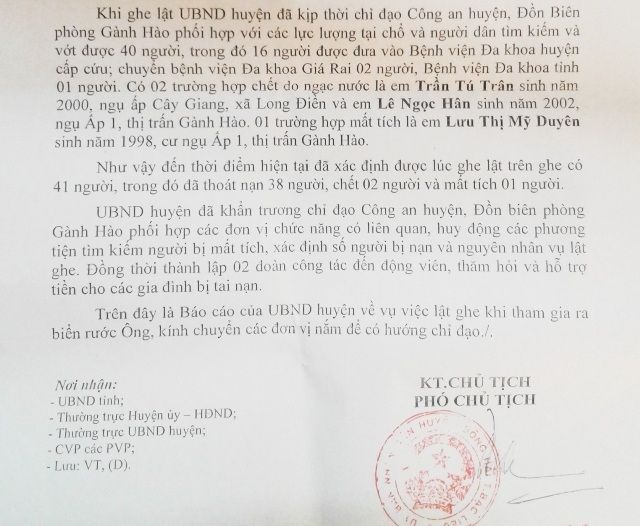 Khi ghe lật UBND huyện đã kịp thời chỉ đạo Công an huyện, Đồn Biên
phòng Gành Hào phối hợp với các lực lượng tại chổ và người dân tìm kiếm và
vớt được 40 người, trong đó 16 người được đưa vào Bệnh viện Đa khoa huyện
cấp cứu; chuyển bệnh viện Đa khoa Giá Rai 02 người, Bệnh viện Đa khoa tỉnh
01 người. Có 02 trường hợp chết do ngạc nước là em Trần Tú Trân sinh năm
2000, ngụ ấp Cây Giang, xã Long Điền và em Lê Ngọc Hân sinh năm 2002,
ngụ Ấp 1, thị trấn Gành Hào. 01 trường hợp mất tích là em Lưu Thị Mỹ Duyên
sinh năm 1998, cư ngụ Ấp 1, thị trấn Gành Hào.
Như vậy đến thời điểm hiện tại đã xác định được lúc ghe lật trên ghe có
41 người, trong đó đã thoát nạn 38 người, chết 02 người và mất tích 01 người.
UBND huyện đã khẩn trương chỉ đạo Công an huyện, Đồn biên phòng
Gành Hào phối hợp các đơn vị chức năng có liên quan, huy động các phương
tiện tìm kiếm người bị mất tích, xác định số người bị nạn và nguyên nhân vụ lật
ghe. Đồng thời thành lập 02 đoàn công tác đến động viên, thăm hỏi và hỗ trợ
tiền cho các gia đình bị tai nạn.
Trên đây là Báo cáo của UBND huyện về vụ việc lật ghe khi tham gia ra
biển rước Ông, kính chuyển các đơn vị nắm để có hướng chỉ đạo./.
Nơi nhận:
- UBND tỉnh;
- Thường trực Huyện ủy – HĐND;
- Thường trực UBND huyện;
- CVP các PVP;
- Lưu: VT, (D).
KT.CHỦ TỊCH
PHÓ CHỦ TỊCH